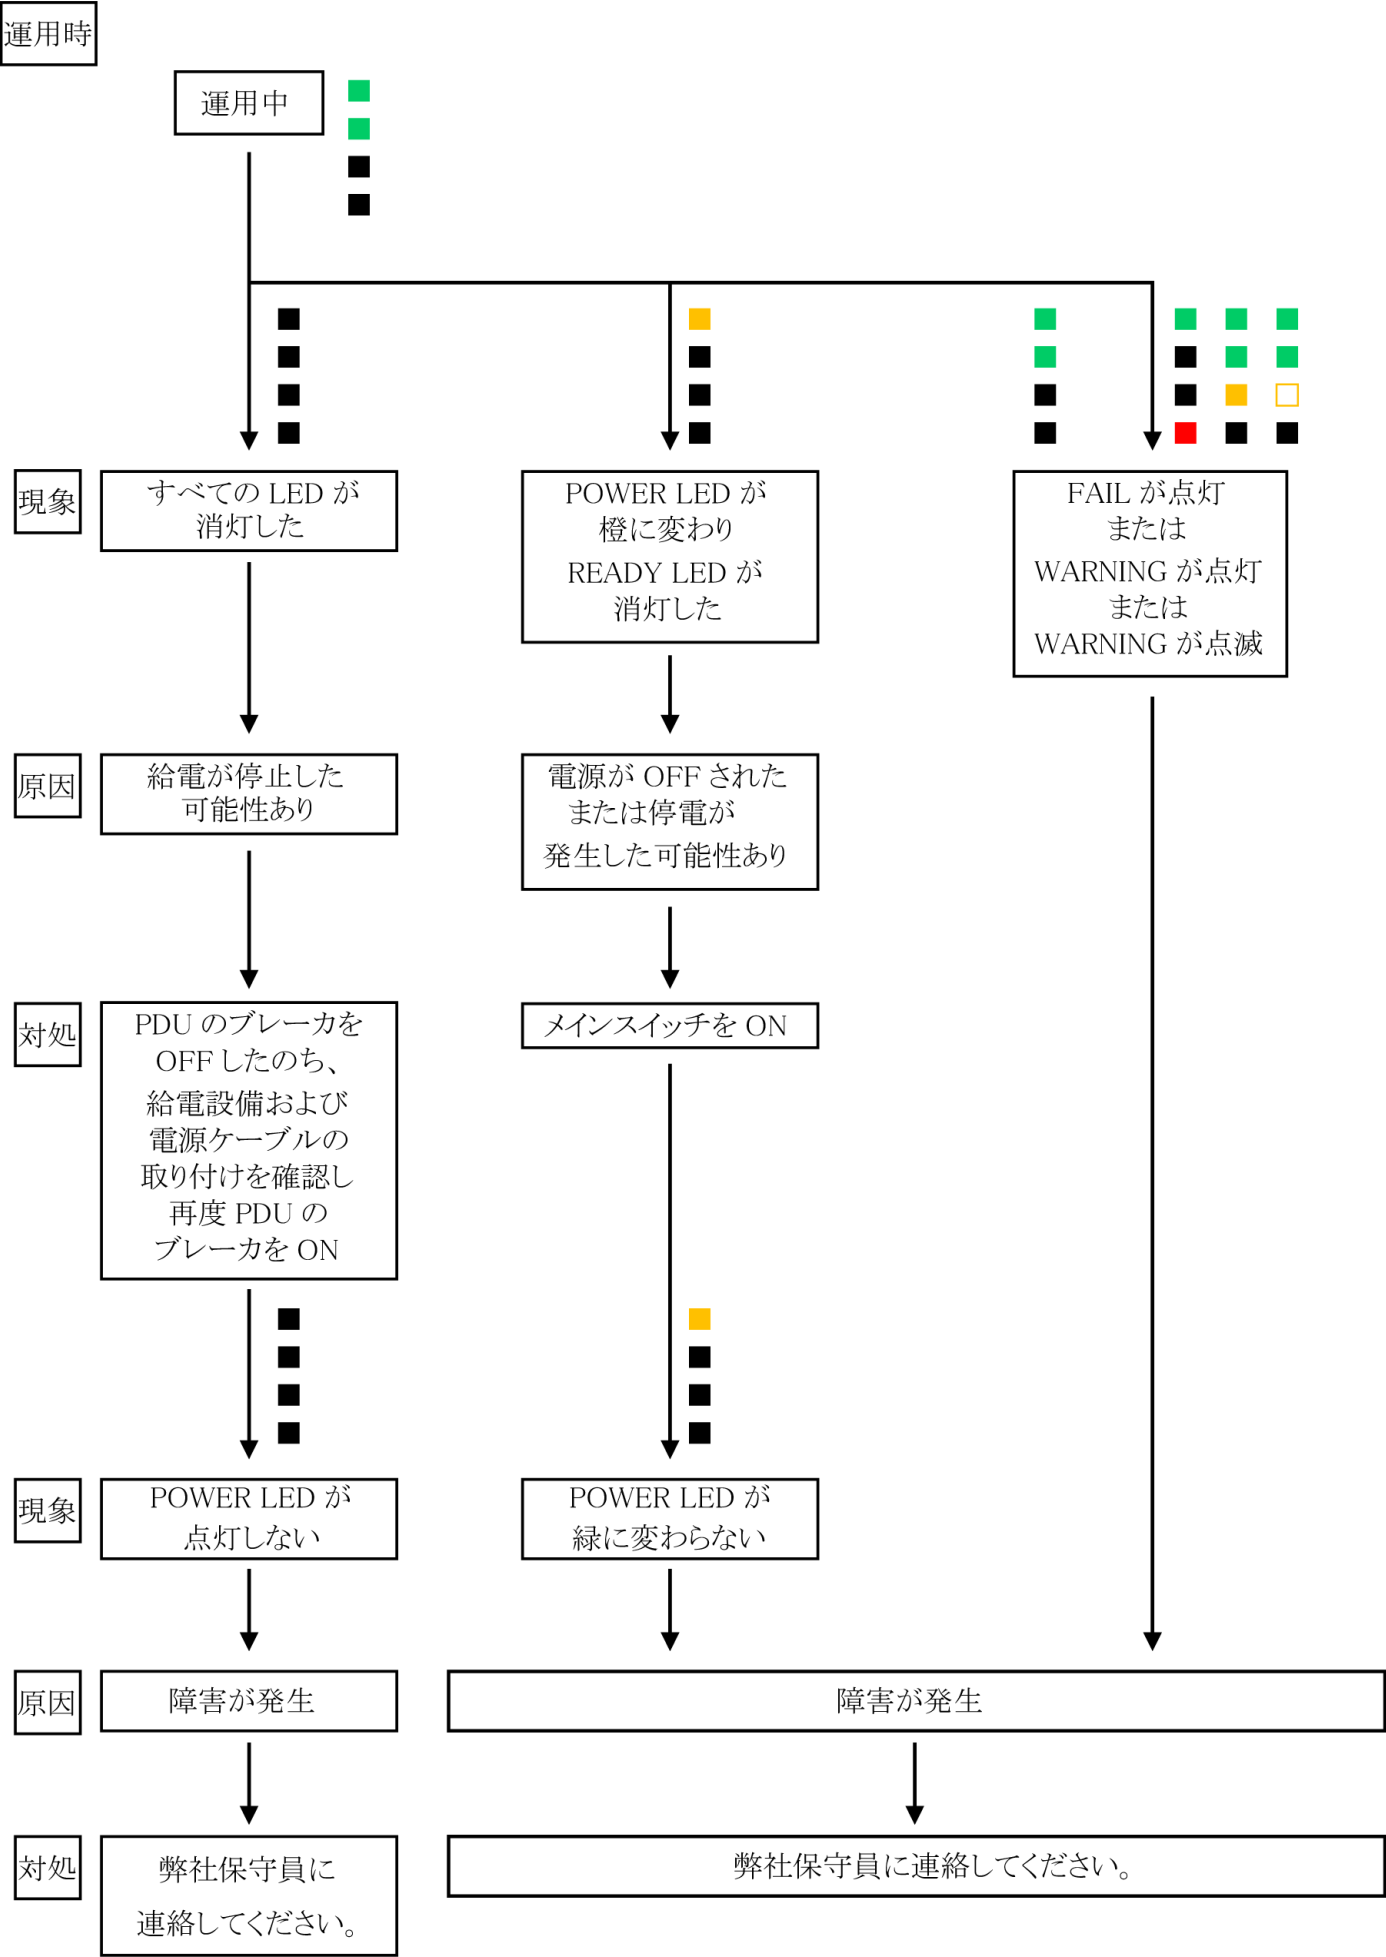 運用時
運用中
現象
すべての LED が
消灯した
POWER LED が
橙に変わり
READY LED が
消灯した
FAIL が点灯
または
WARNING が点灯
または
WARNING が点滅
原因
給電が停止した
可能性あり
電源が OFF された
または停電が
発生した可能性あり
対処
PDU のブレーカを
OFF したのち、
給電設備および
電源ケーブルの
取り付けを確認し
再度 PDU の
ブレーカを ON
メインスイッチを ON
現象
POWER LED が
点灯しない
POWER LED が
緑に変わらない
原因
障害が発生
障害が発生
対処
弊社保守員に
連絡してください。
弊社保守員に連絡してください。